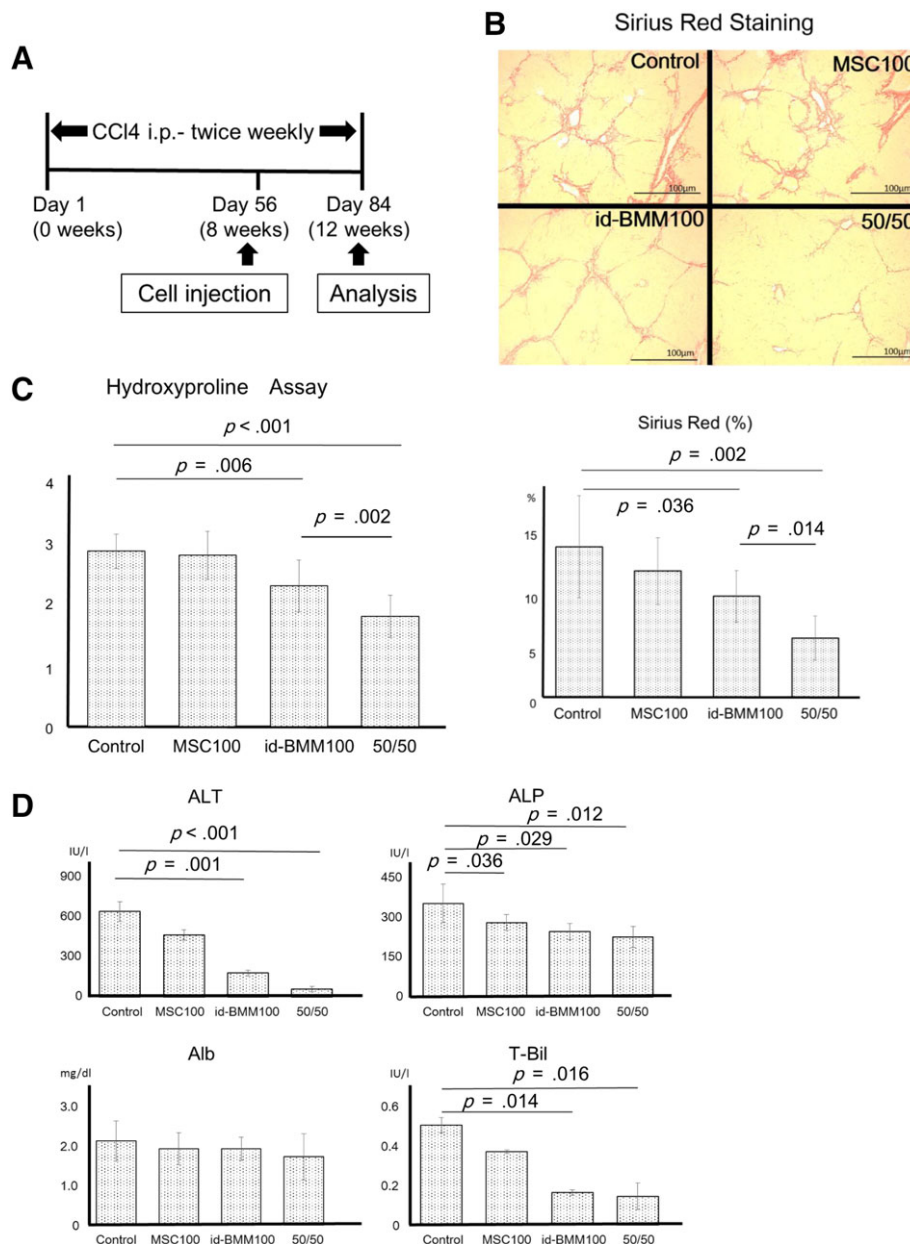 A
CCl4 i.p.- twice weekly
Day 1
(0 weeks)
Day 56
(8 weeks)
Day 84
(12 weeks)
Cell injection
Analysis
B
Sirius Red Staining
Control
100μm
MSC100
100μm
id-BMM100
100μm
50/50
100μm
C
Hydroxyproline Assay
p < .001
p = .006
p = .002
4
3
2
1
0
Control MSC100 id-BMM100 50/50
Sirius Red (%)
p = .002
p = .036
p = .014
%
15
10
5
0
Control MSC100 id-BMM100 50/50
D
ALT
p < .001
p = .001
IU/l
900
600
300
0
Control MSC100 id-BMM100 50/50
ALP
p = .012
p = .029
p = .036
IU/l
450
300
150
0
Control MSC100 id-BMM100 50/50
Alb
mg/dl
3.0
2.0
1.0
0
Control MSC100 id-BMM100 50/50
T-Bil
p = .016
p = .014
IU/l
0.6
0.4
0.2
0
Control MSC100 id-BMM100 50/50